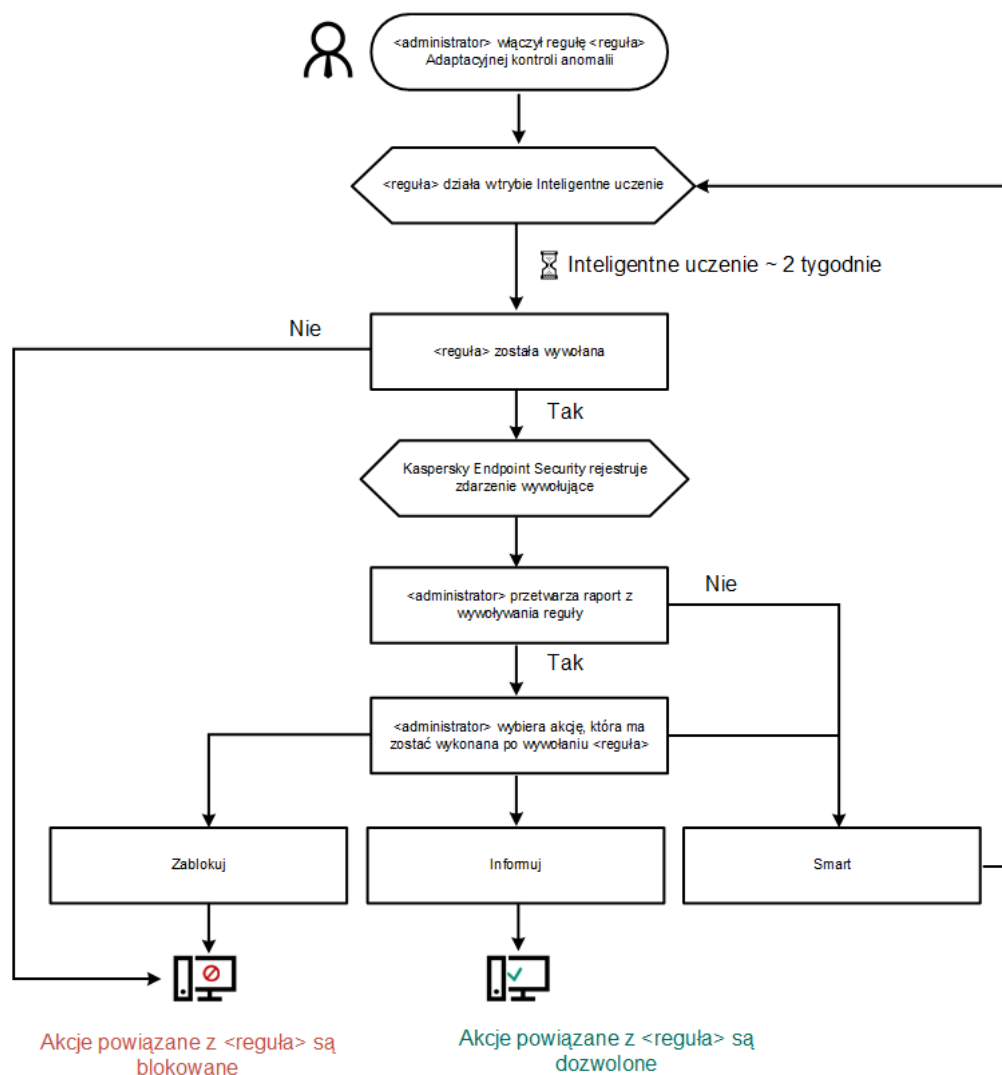 <administrator> włączył regułę <reguła>
Adaptacyjnej kontroli anomalii
<reguła> działa wtrybie Inteligentne uczenie
Inteligentne uczenie ~ 2 tygodnie
Nie
<reguła> została wywołana
Tak
Kaspersky Endpoint Security rejestruje
zdarzenie wywołujące
<administrator> przetwarza raport z
wywoływania reguły
Nie
Tak
<administrator> wybiera akcję, która ma
zostać wykonana po wywołaniu <reguła>
Zablokuj
Informuj
Smart
Akcje powiązane z <reguła> są
blokowane
Akcje powiązane z <reguła> są
dozwolone